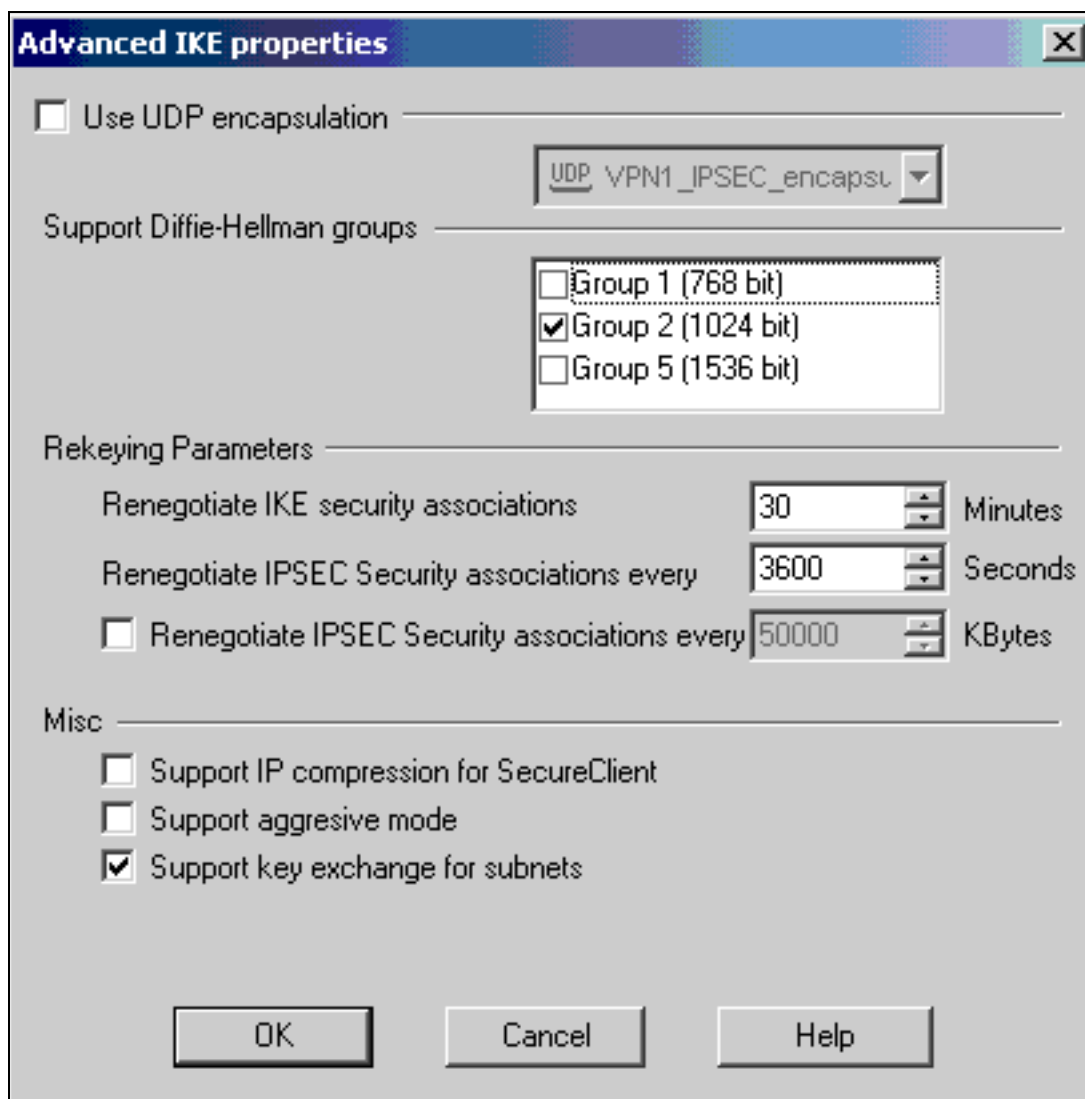 Advanced IKE properties
Use UDP encapsulation
UDP VPN1_IPSEC_encapsu
Support Diffie-Hellman groups
Group 1 (768 bit)
Group 2 (1024 bit)
Group 5 (1536 bit)
Rekeying Parameters
Renegotiate IKE security associations 30 Minutes
Renegotiate IPSEC Security associations every 3600 Seconds
Renegotiate IPSEC Security associations every 50000 KBytes
Misc
Support IP compression for SecureClient
Support aggresive mode
Support key exchange for subnets
OK Cancel Help